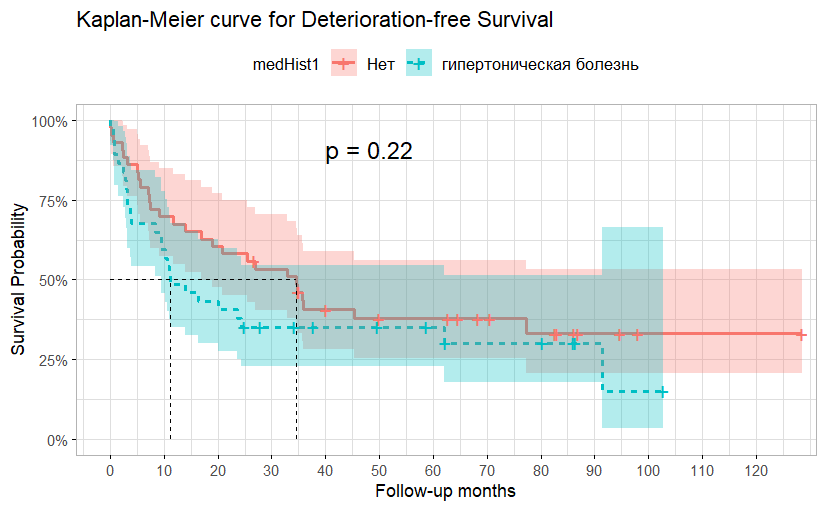 Kaplan-Meier curve for Deterioration-free Survival
medHist1 Нет гипертоническая болезнь
p = 0.22
Survival Probability
100%
75%
50%
25%
0%
0 10 20 30 40 50 60 70 80 90 100 110 120
Follow-up months